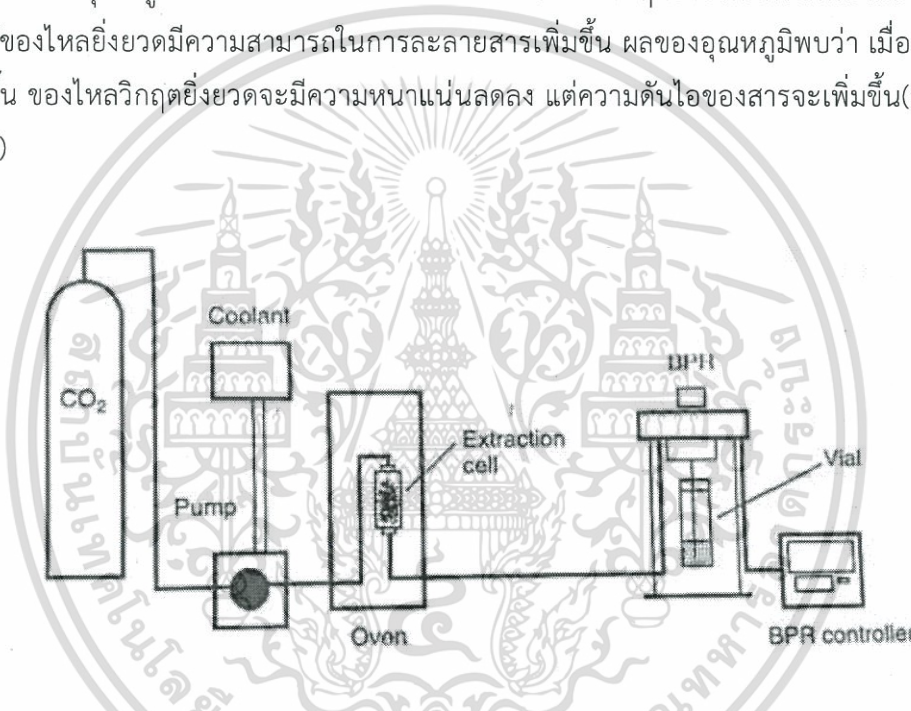 ของไหลยิ่งยวดมีความสามารถในการละลายสารเพิ่มขึ้น ผลของอุณหภูมิพบว่า เมื่อ
น ของไหลวิกฤตยิ่งยวดจะมีความหนาแน่นลดลง แต่ความดันไอของสารจะเพิ่มขึ้น(
)
Coolant
BPR
CO₂
Extraction
cell
Vial
Pump
Oven
BPR controller